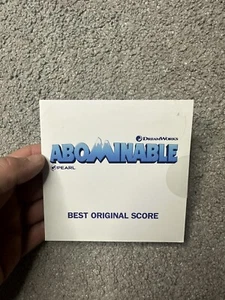 DREAMWORKS
ABOMINABLE
PEARL
BEST ORIGINAL SCORE